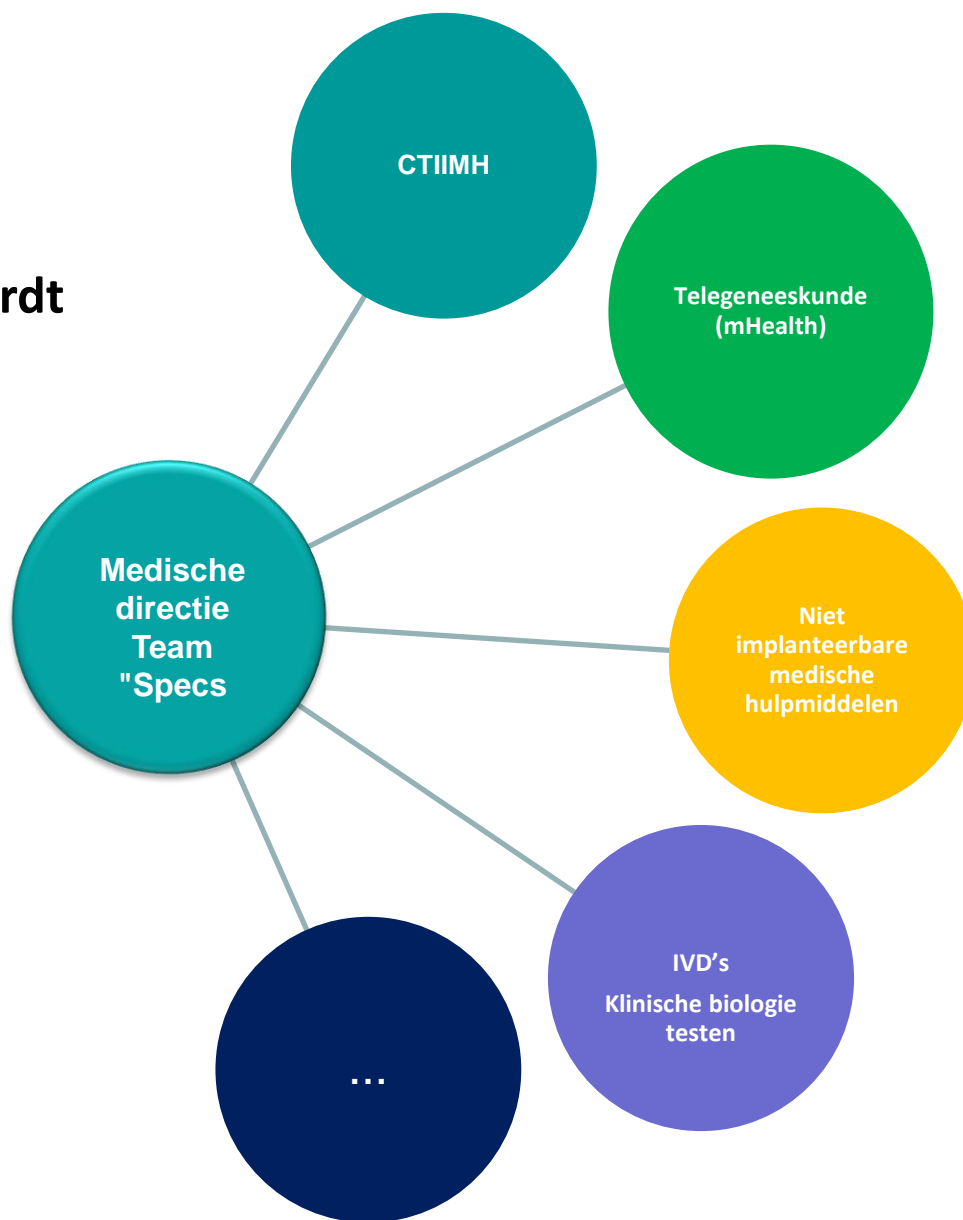 CTIIMH
rdt
Telegeneeskunde
(mHealth)
Medische
directie
Team
"Specs
Niet
implanteerbare
medische
hulpmiddelen
IVD’s
Klinische biologie
testen
...